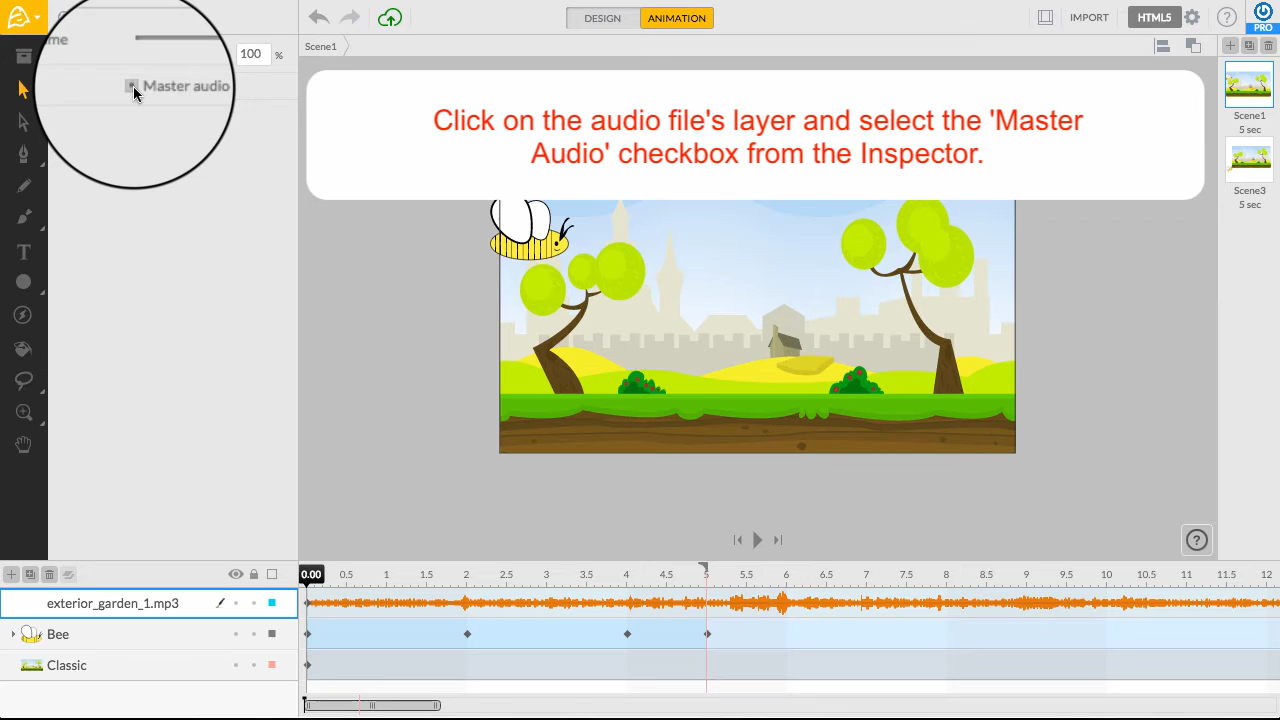 DESIGN ANIMATION IMPORT HTML5 ? PRO
me 100 %
Master audio
Scene1
Click on the audio file's layer and select the 'Master
Audio' checkbox from the Inspector.
Scene1
5 sec
Scene3
5 sec
T
?
0.00 0.5 1 1.5 2 2.5 3 3.5 4 4.5 5 5.5 6 6.5 7 7.5 8 8.5 9 9.5 10 10.5 11 11.5 12
exterior_garden_1.mp3
Bee
Classic